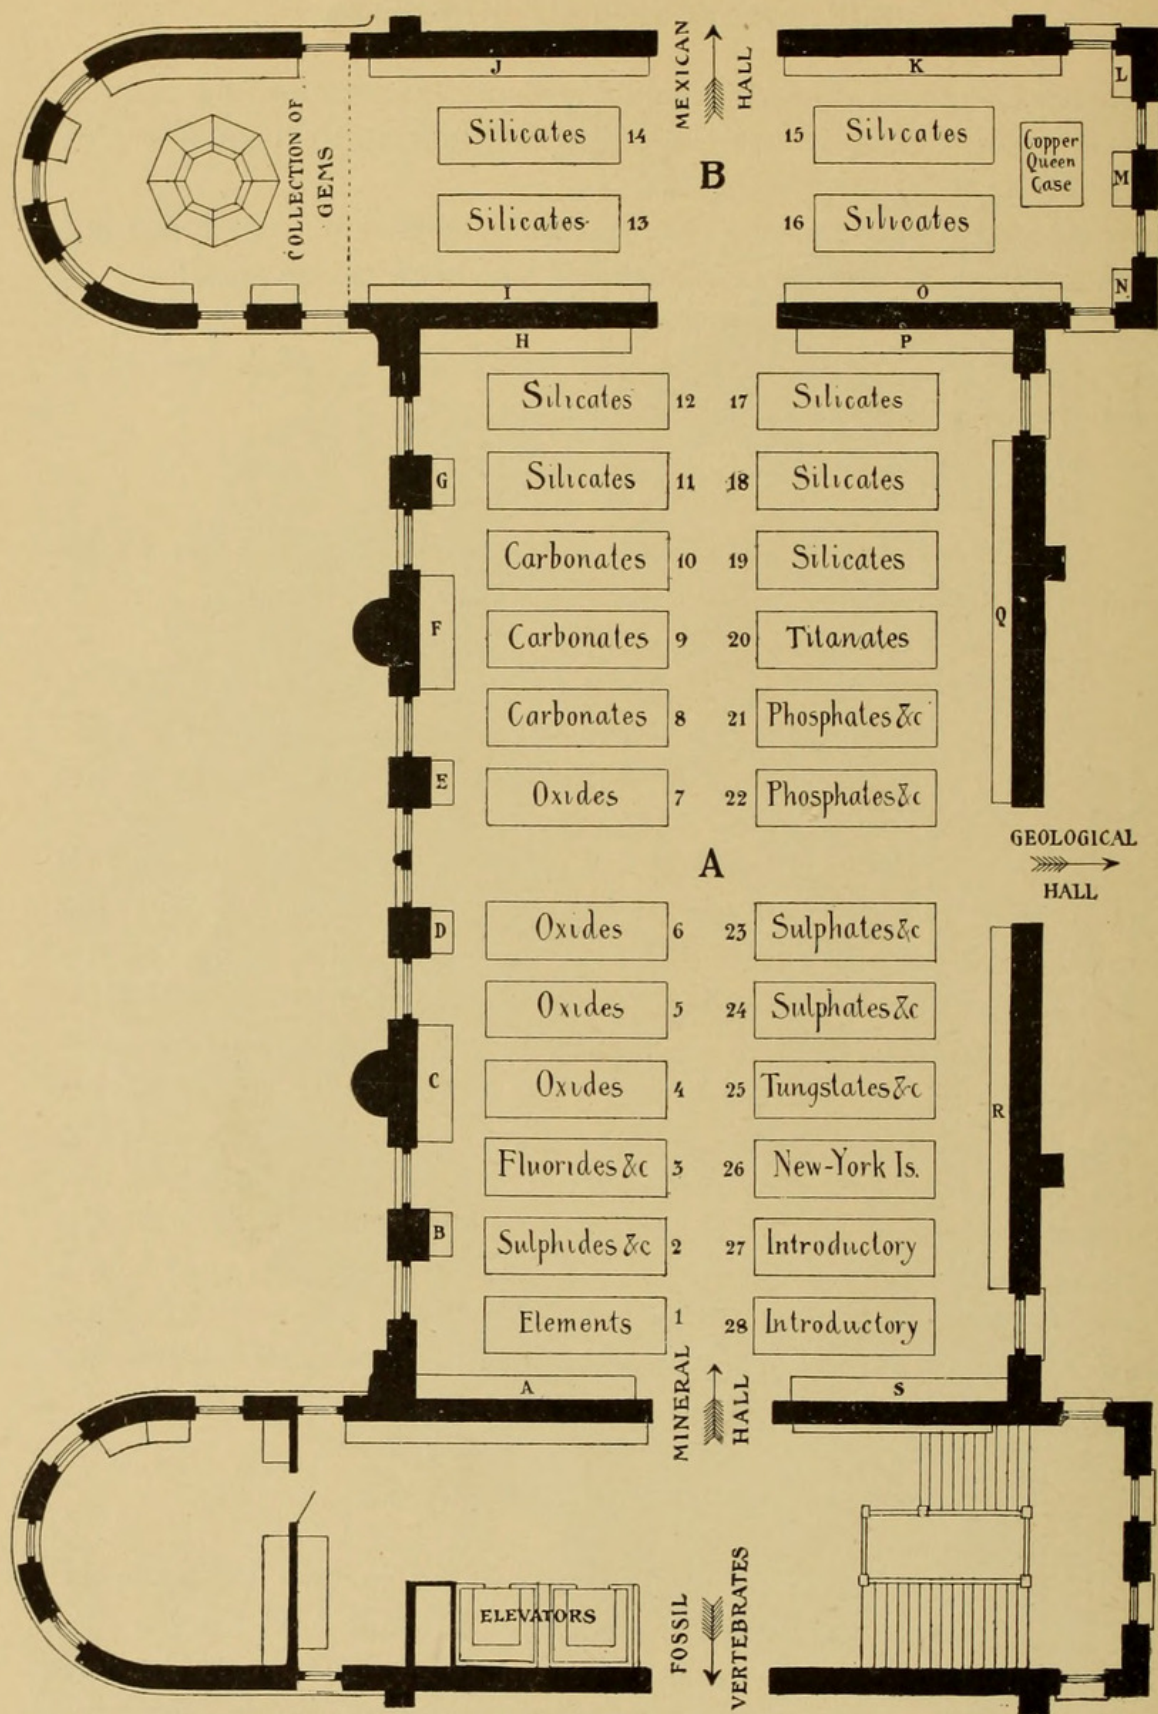 MEXICAN HALL
J
K
L
COLLECTION OF GEMS
Silicates 14
15 Silicates
Copper
Queen
Case
B
M
Silicates 13
16 Silicates
I
O
N
H
P
Silicates 12
17 Silicates
G
Silicates 11
18 Silicates
Carbonates 10
19 Silicates
F
Carbonates 9
20 Titanates
Q
Carbonates 8
21 Phosphates &c
E
Oxides 7
22 Phosphates &c
GEOLOGICAL
HALL
A
D
Oxides 6
23 Sulphates &c
Oxides 5
24 Sulphates &c
C
Oxides 4
25 Tungstates &c
R
Fluorides &c 3
26 New-York Is.
B
Sulphides &c 2
27 Introductory
Elements 1
28 Introductory
A
MINERAL HALL
S
ELEVATORS
FOSSIL VERTEBRATES